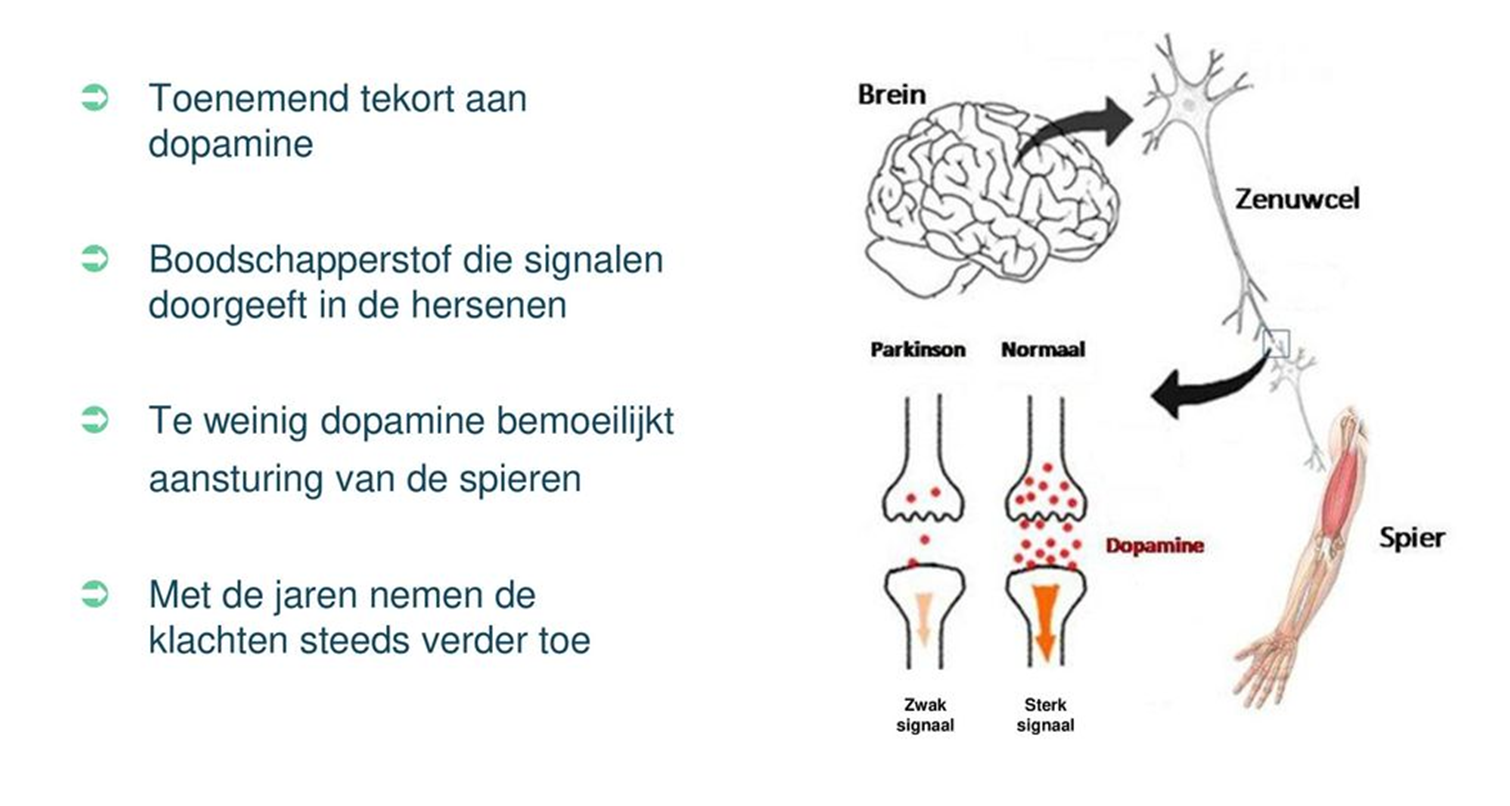 Toenemend tekort aan
dopamine
Boodschapperstof die signalen
doorgeeft in de hersenen
Te weinig dopamine bemoeilijkt
aansturing van de spieren
Met de jaren nemen de
klachten steeds verder toe
Brein
Zenuwcel
Parkinson Normaal
Dopamine
Spier
Zwak
signaal
Sterk
signaal